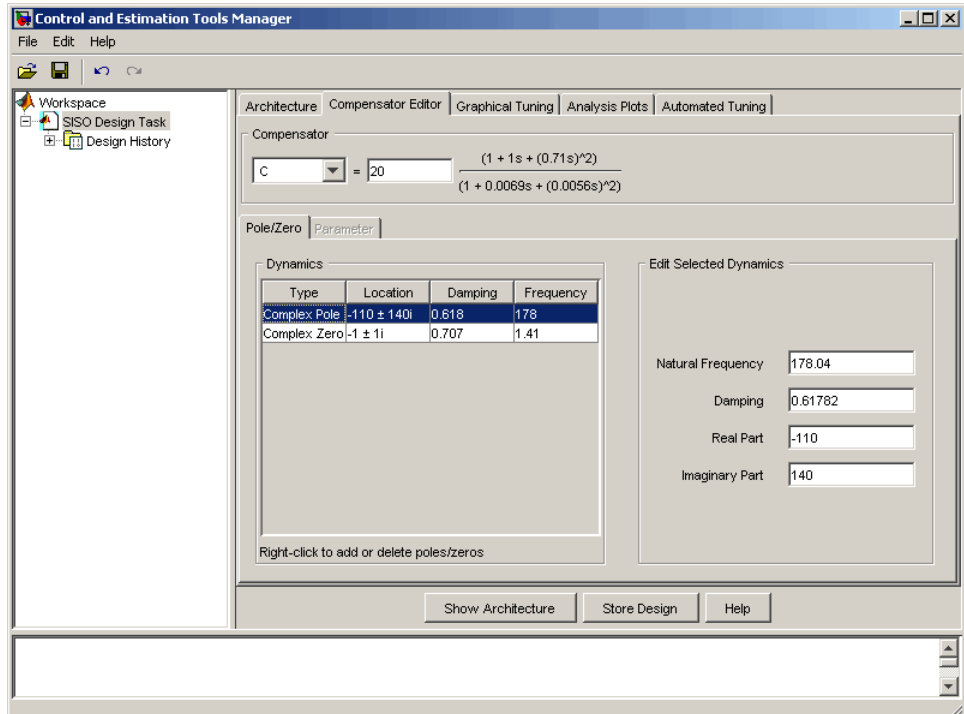 Control and Estimation Tools Manager
File Edit Help
Workspace
SISO Design Task
Design History
Architecture Compensator Editor Graphical Tuning Analysis Plots Automated Tuning
Compensator
C = 20 (1 + 1s + (0.71s)^2)
(1 + 0.0069s + (0.0056s)^2)
Pole/Zero Parameter
Dynamics
Type Location Damping Frequency
Complex Pole -110 ± 140i 0.618 178
Complex Zero -1 ± 1i 0.707 1.41
Right-click to add or delete poles/zeros
Edit Selected Dynamics
Natural Frequency 178.04
Damping 0.61782
Real Part -110
Imaginary Part 140
Show Architecture Store Design Help